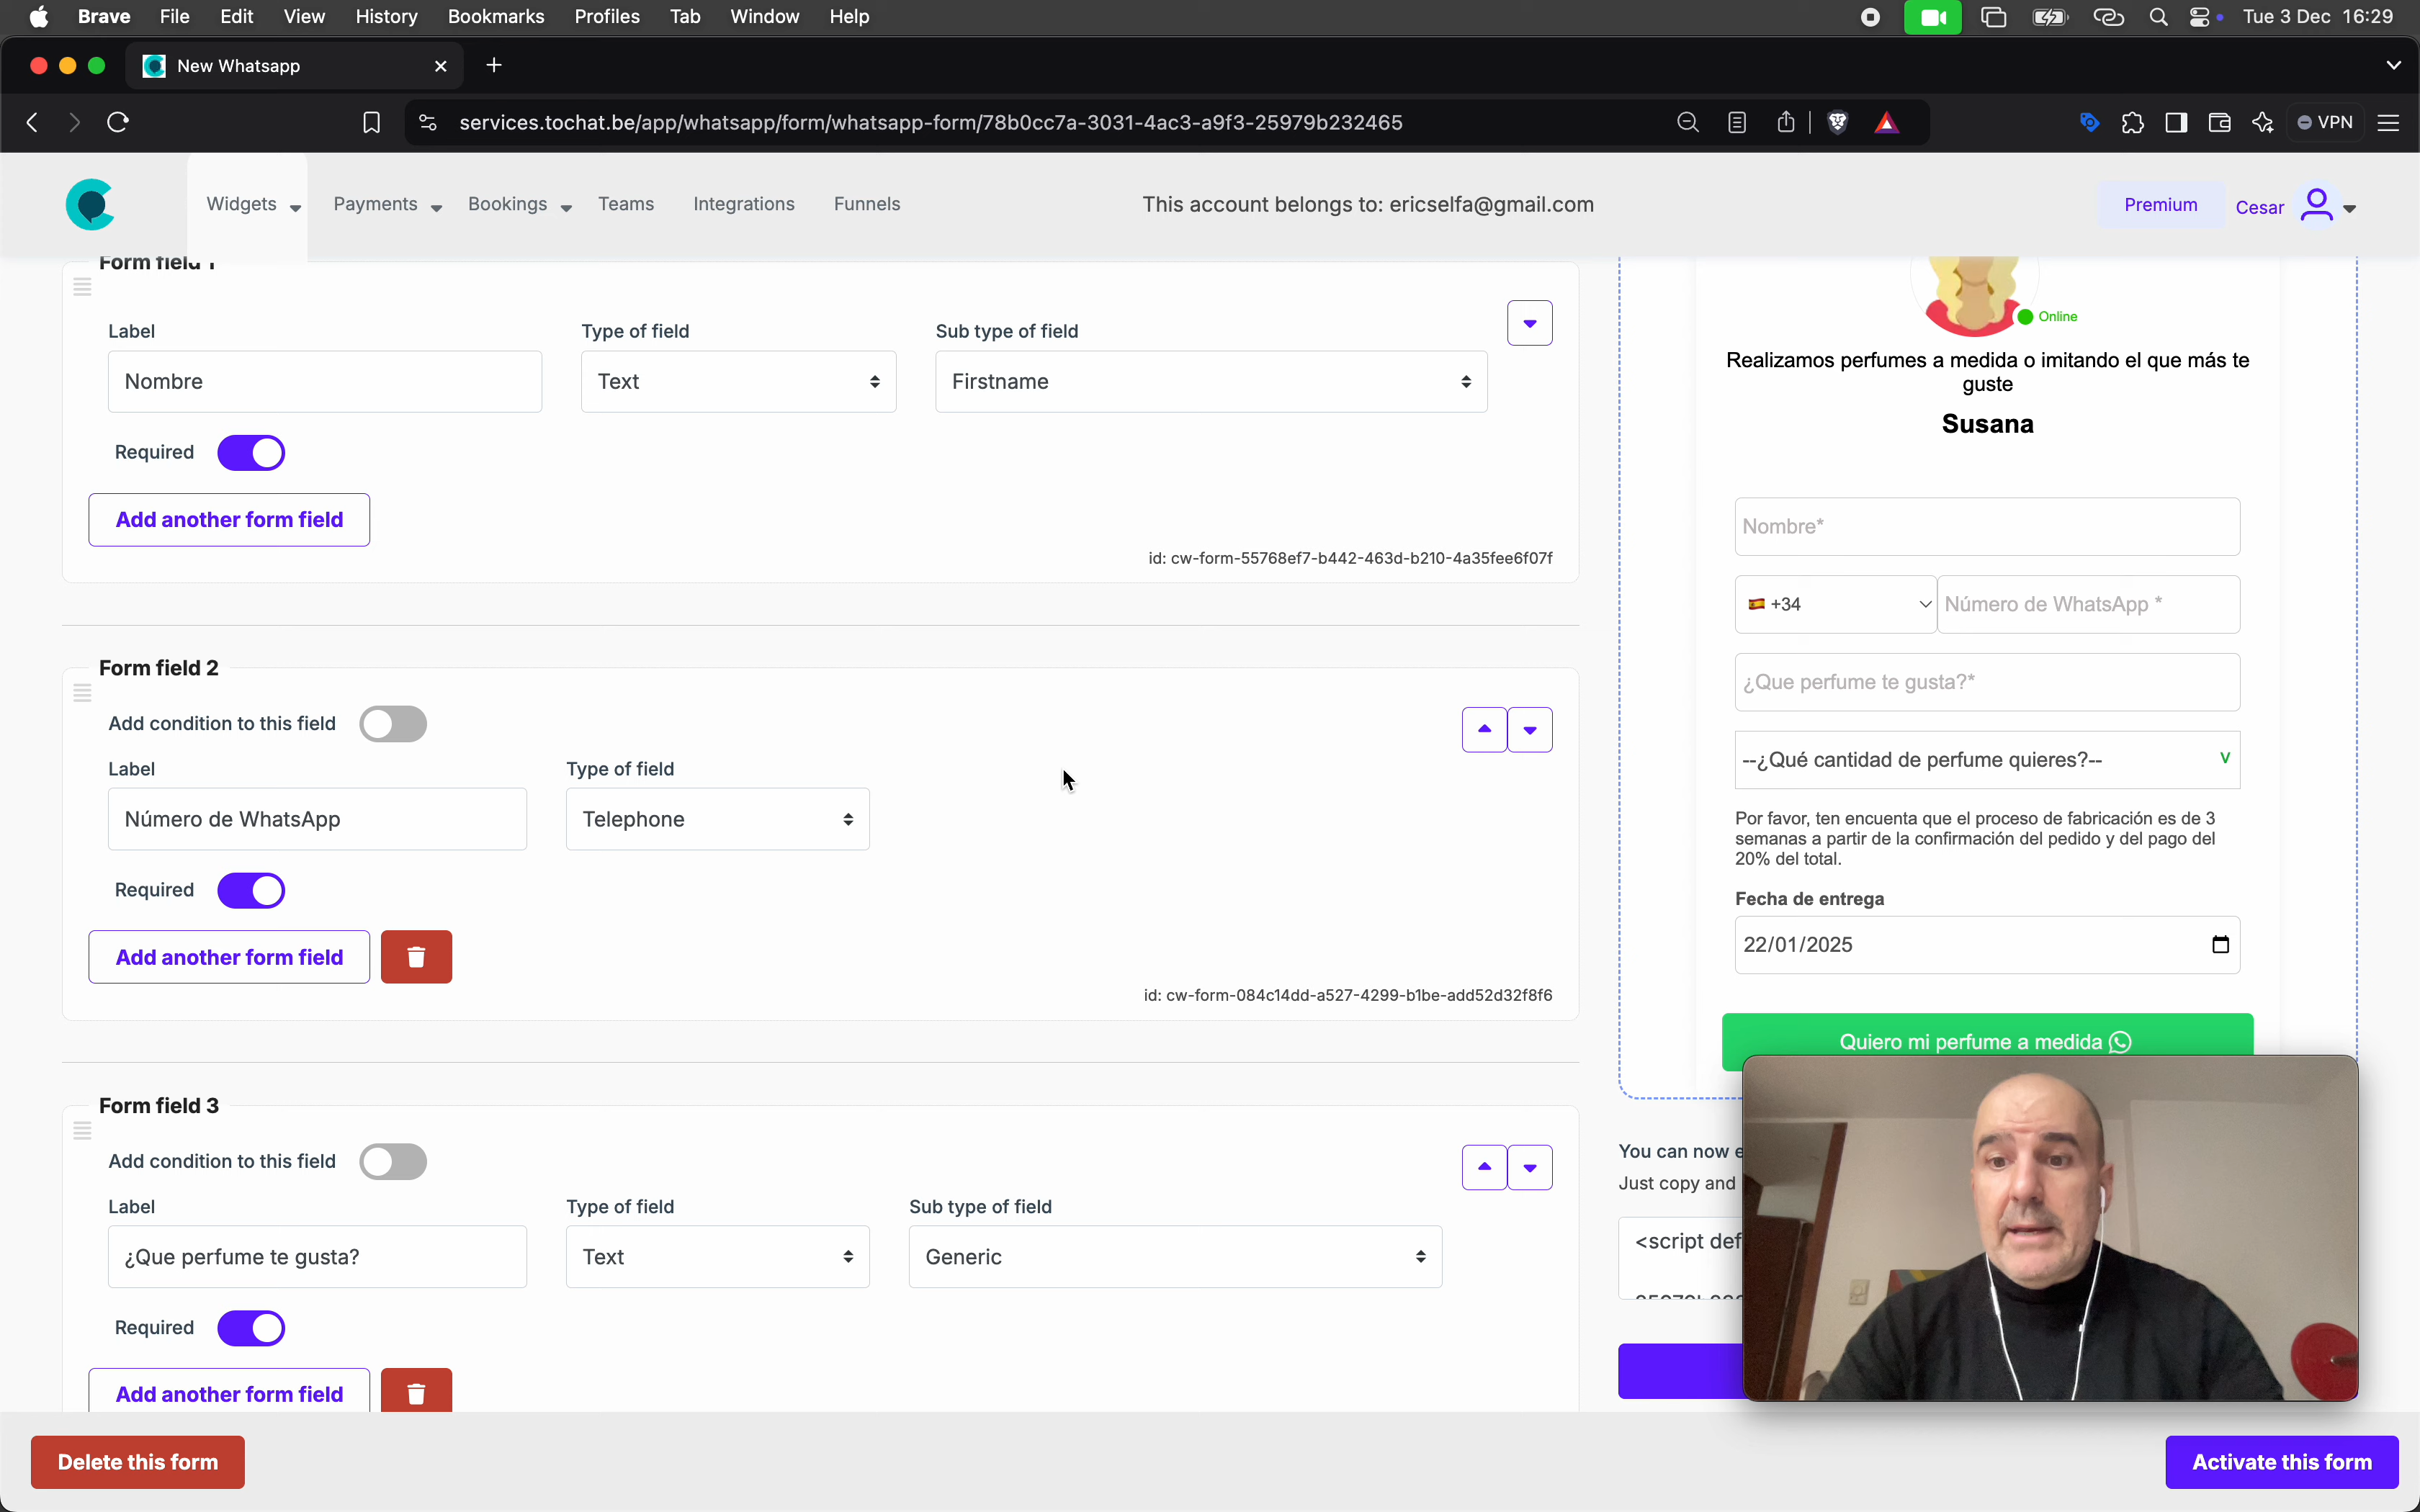 Brave File Edit View History Bookmarks Profiles Tab Window Help Tue 3 Dec 16:29
New Whatsapp
services.tochat.be/app/whatsapp/form/whatsapp-form/78b0cc7a-3031-4ac3-a9f3-25979b232465
VPN
Widgets Payments Bookings Teams Integrations Funnels This account belongs to: ericselfa@gmail.com Premium Cesar
Form field 1
Label Type of field Sub type of field
Nombre Text Firstname
Required
Add another form field
id: cw-form-55768ef7-b442-463d-b210-4a35fee6f07f
Form field 2
Add condition to this field
Label Type of field
Número de WhatsApp Telephone
Required
Add another form field
id: cw-form-084c14dd-a527-4299-b1be-add52d32f8f6
Form field 3
Add condition to this field
Label Type of field Sub type of field
¿Que perfume te gusta? Text Generic
Required
Add another form field
Online
Realizamos perfumes a medida o imitando el que más te
guste
Susana
Nombre*
+34 Número de WhatsApp *
¿Que perfume te gusta?*
--¿Qué cantidad de perfume quieres?--
Por favor, ten encuenta que el proceso de fabricación es de 3
semanas a partir de la confirmación del pedido y del pago del
20% del total.
Fecha de entrega
22/01/2025
Quiero mi perfume a medida
You can now
Just copy and
<script def
Delete this form Activate this form